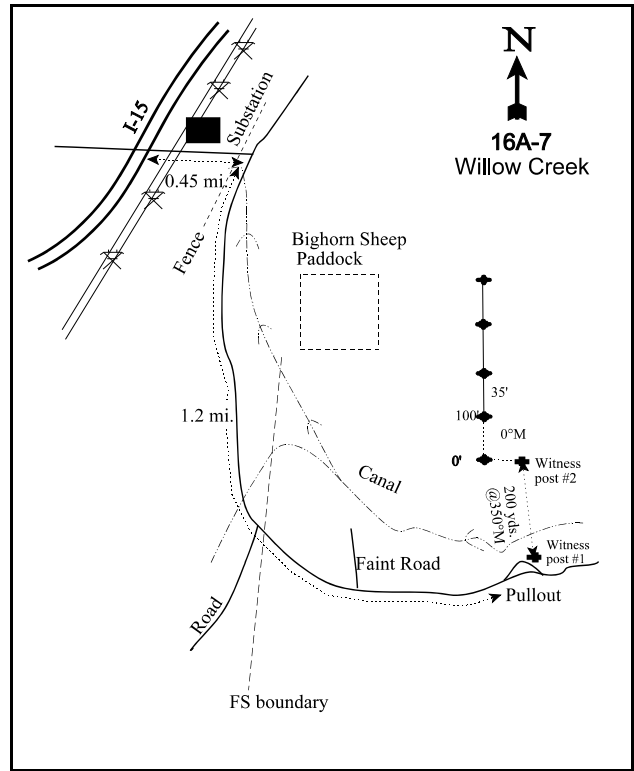 N
16A-7
Willow Creek
I-15
Substation
0.45 mi.
Fence
Bighorn Sheep
Paddock
35'
1.2 mi.
100'
0°M
0'
Witness
post #2
Canal
200 yds.
@350°M
Witness
post #1
Faint Road
Pullout
Road
FS boundary